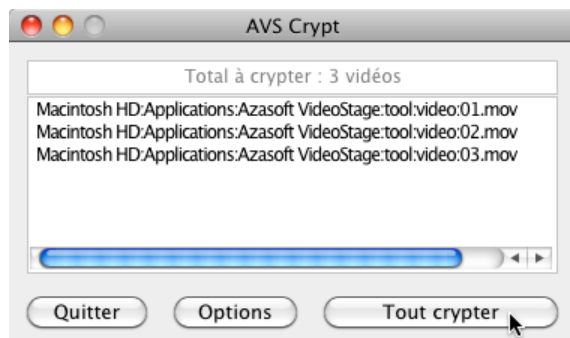 AVS Crypt
Total à crypter : 3 vidéos
Macintosh HD:Applications:Azasoft VideoStage:tool:video:01.mov
Macintosh HD:Applications:Azasoft VideoStage:tool:video:02.mov
Macintosh HD:Applications:Azasoft VideoStage:tool:video:03.mov
Quitter Options Tout crypter